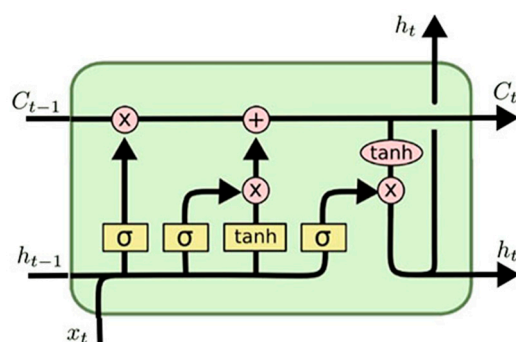 h_t
C_{t-1}
C_t
x
+
tanh
x
x
σ
σ
tanh
σ
h_{t-1}
h_t
x_t